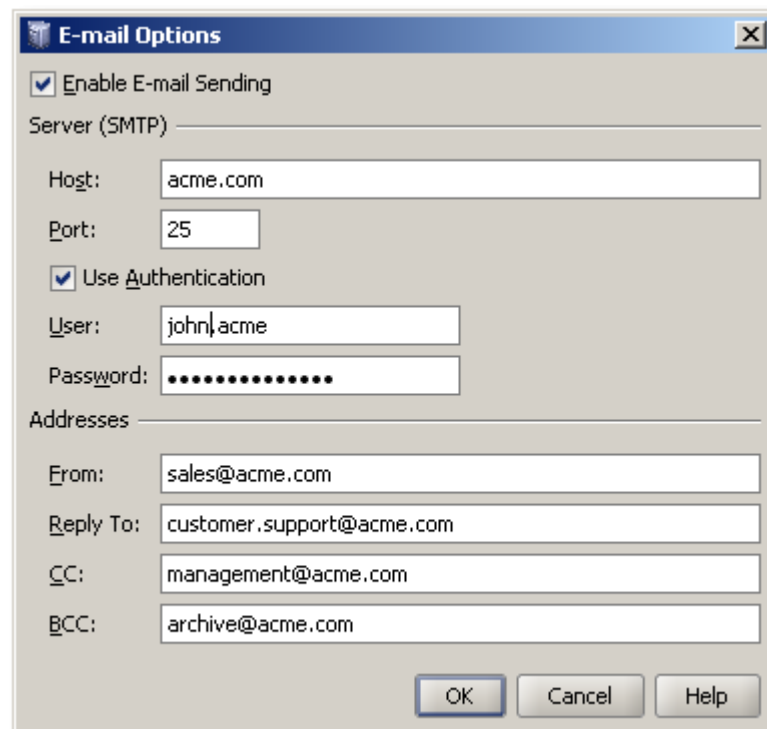 E-mail Options
Enable E-mail Sending
Server (SMTP)
Host: acme.com
Port: 25
Use Authentication
User: john.acme
Password: ••••••••••••••
Addresses
From: sales@acme.com
Reply To: customer.support@acme.com
CC: management@acme.com
BCC: archive@acme.com
OK Cancel Help